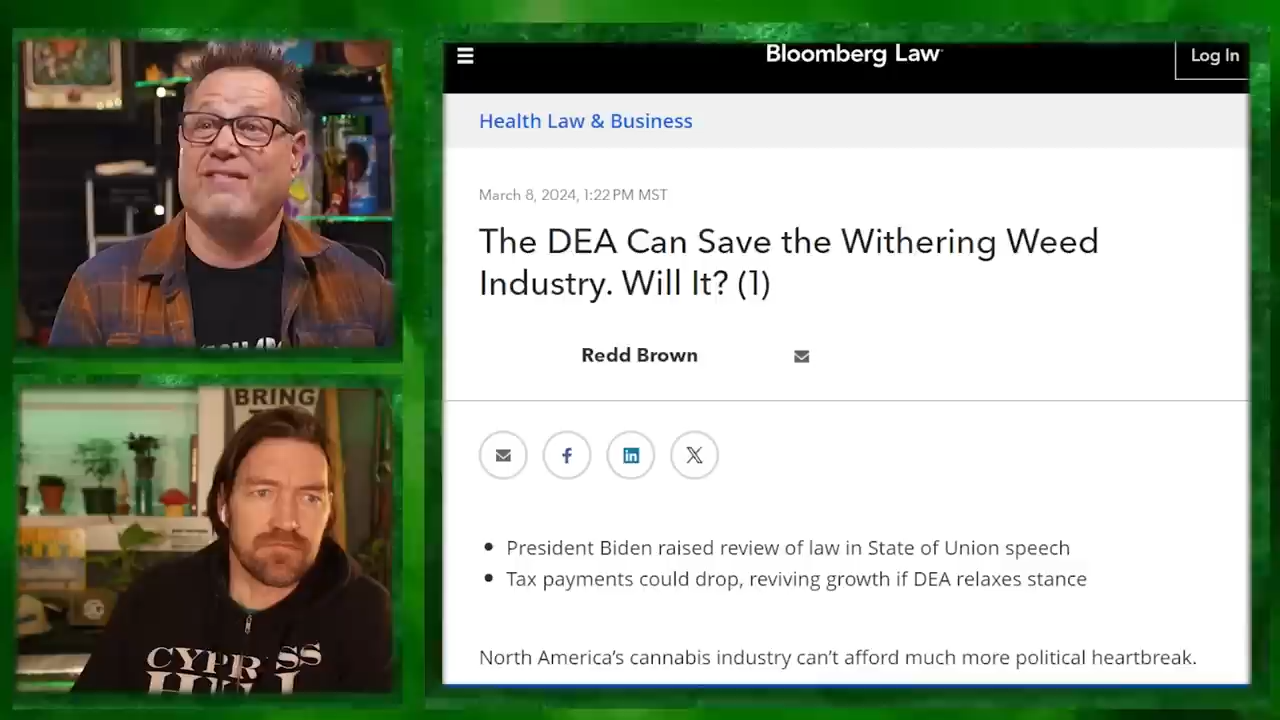 Bloomberg Law
Log In
Health Law & Business
March 8, 2024, 1:22 PM MST
The DEA Can Save the Withering Weed
Industry. Will It? (1)
Redd Brown
President Biden raised review of law in State of Union speech
Tax payments could drop, reviving growth if DEA relaxes stance
North America’s cannabis industry can’t afford much more political heartbreak.
BRING
CYPRESS
HILL